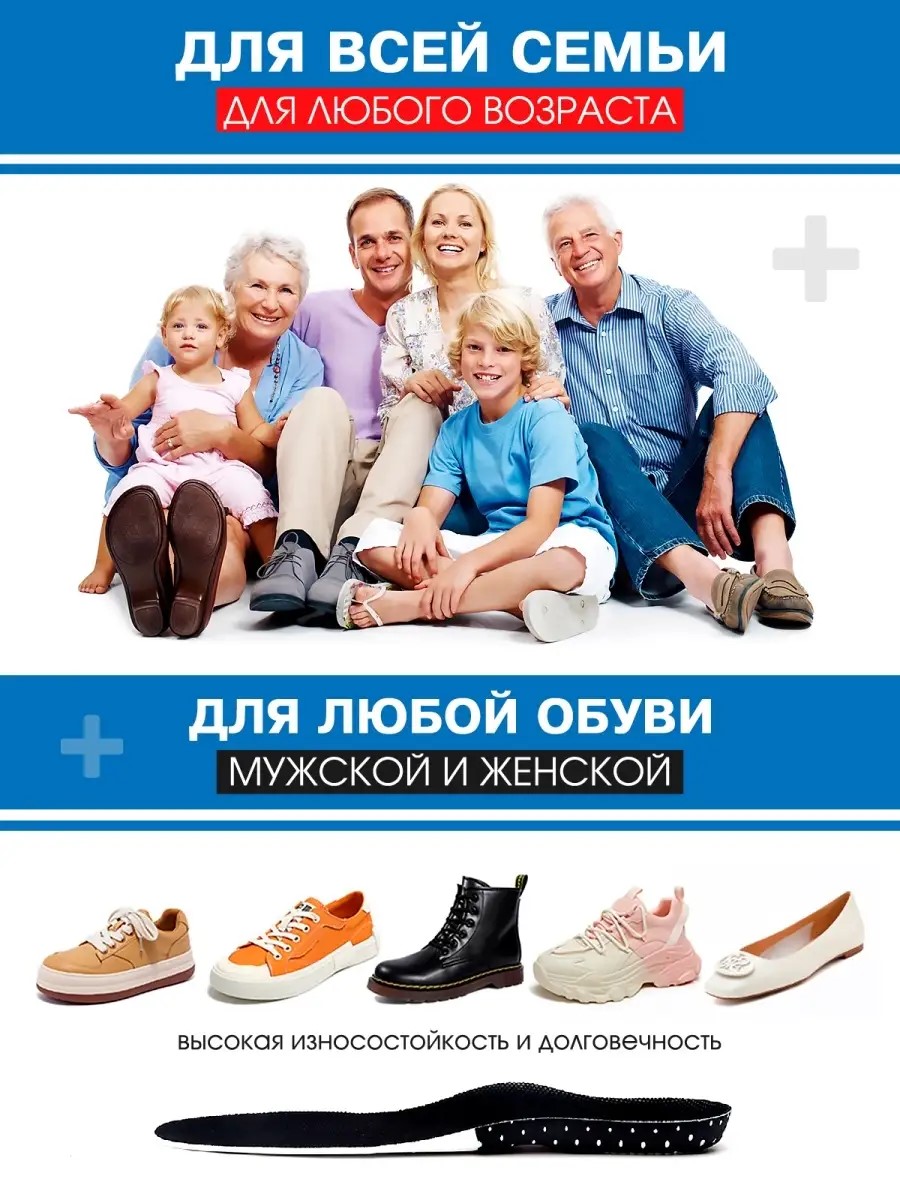 ДЛЯ ВСЕЙ СЕМЬИ
ДЛЯ ЛЮБОГО ВОЗРАСТА
ДЛЯ ЛЮБОЙ ОБУВИ
МУЖСКОЙ И ЖЕНСКОЙ
ВЫСОКАЯ ИЗНОСОСТОЙКОСТЬ И ДОЛГОВЕЧНОСТЬ